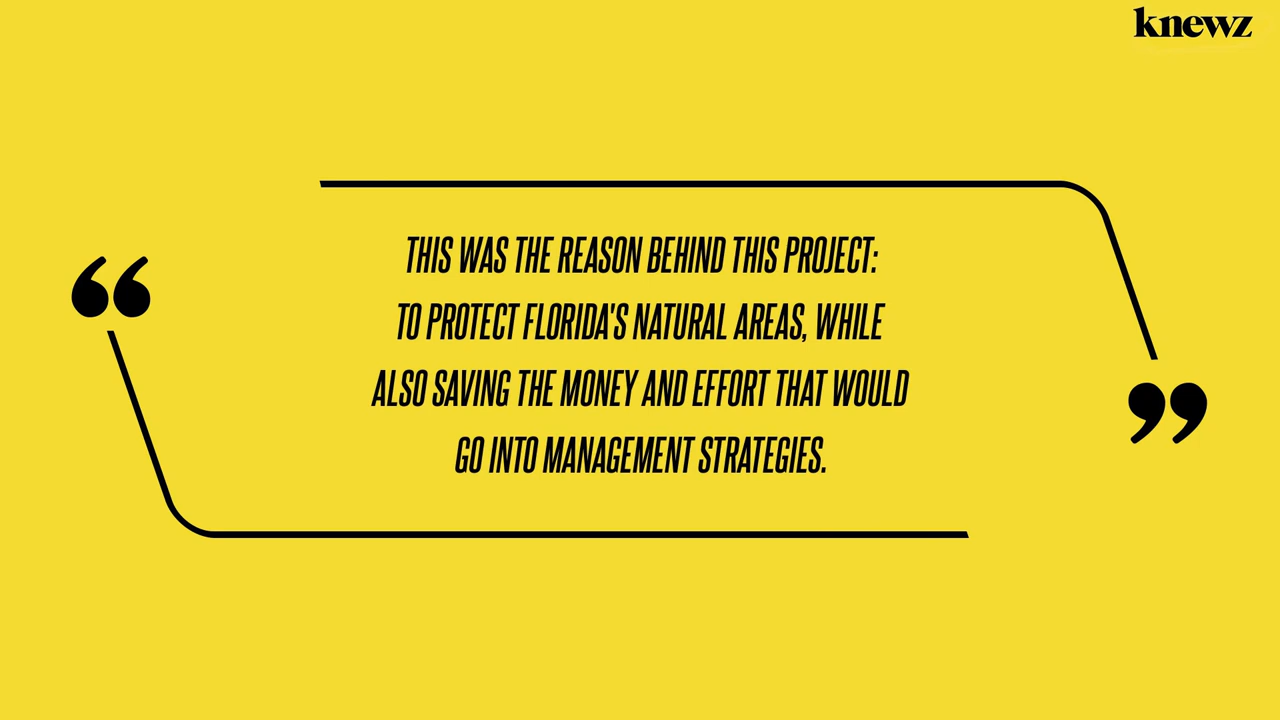 knewz
THIS WAS THE REASON BEHIND THIS PROJECT:
TO PROTECT FLORIDA'S NATURAL AREAS, WHILE
ALSO SAVING THE MONEY AND EFFORT THAT WOULD
GO INTO MANAGEMENT STRATEGIES.